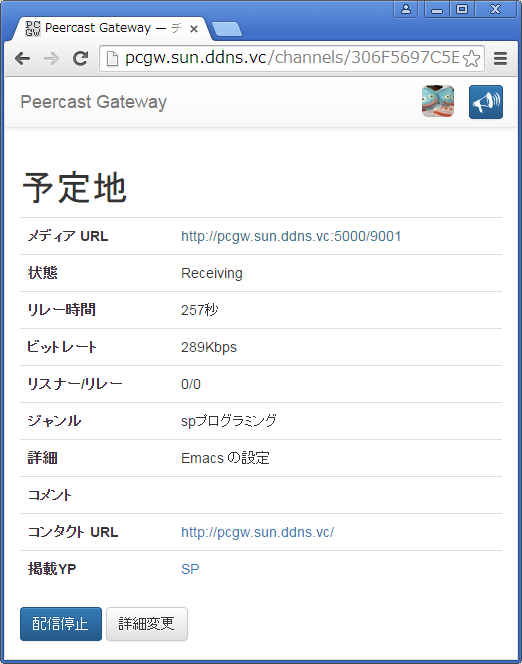 PC
GW
Peercast Gateway — チ
pcgw.sun.ddns.vc/channels/306F5697C5E
Peercast Gateway
予定地
メディア URL http://pcgw.sun.ddns.vc:5000/9001
状態 Receiving
リレー時間 257秒
ビットレート 289Kbps
リスナー/リレー 0/0
ジャンル spプログラミング
詳細 Emacs の設定
コメント
コンタクト URL http://pcgw.sun.ddns.vc/
掲載YP SP
配信停止 詳細変更